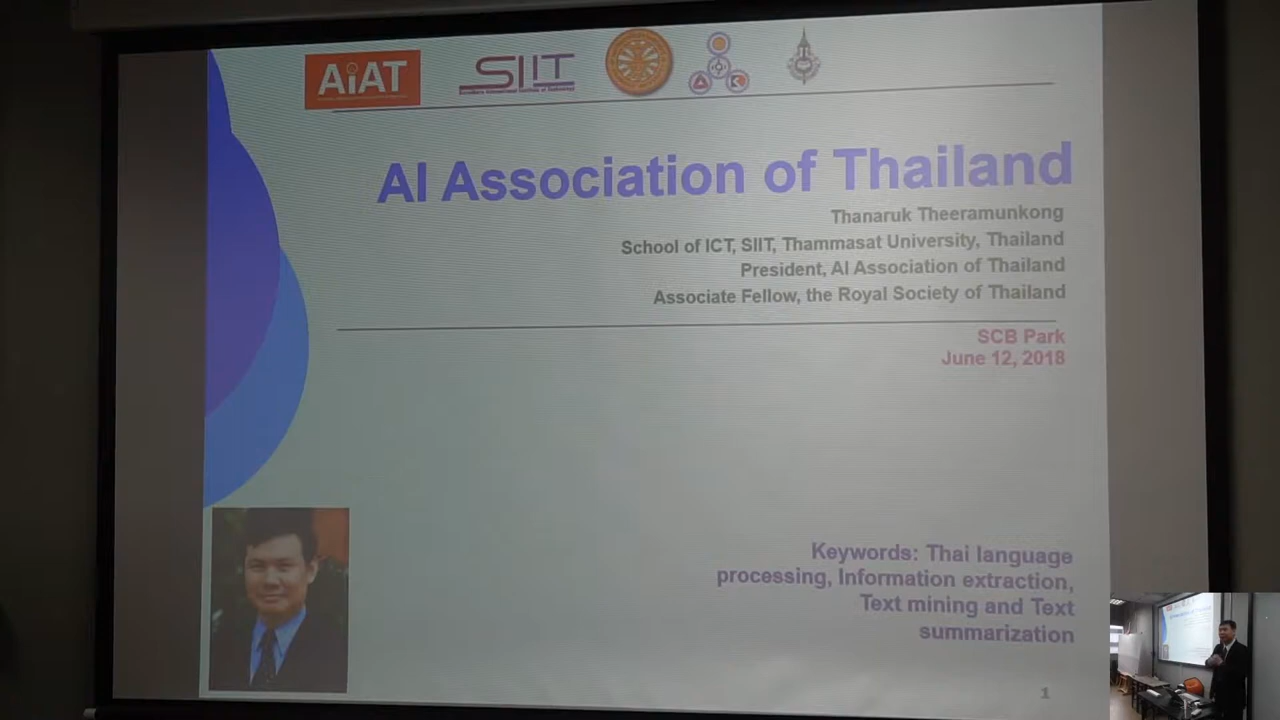 AiAT
SIIT
AI Association of Thailand
Thanaruk Theeramunkong
School of ICT, SIIT, Thammasat University, Thailand
President, AI Association of Thailand
Associate Fellow, the Royal Society of Thailand
SCB Park
June 12, 2018
Keywords: Thai language
processing, Information extraction,
Text mining and Text
summarization
1